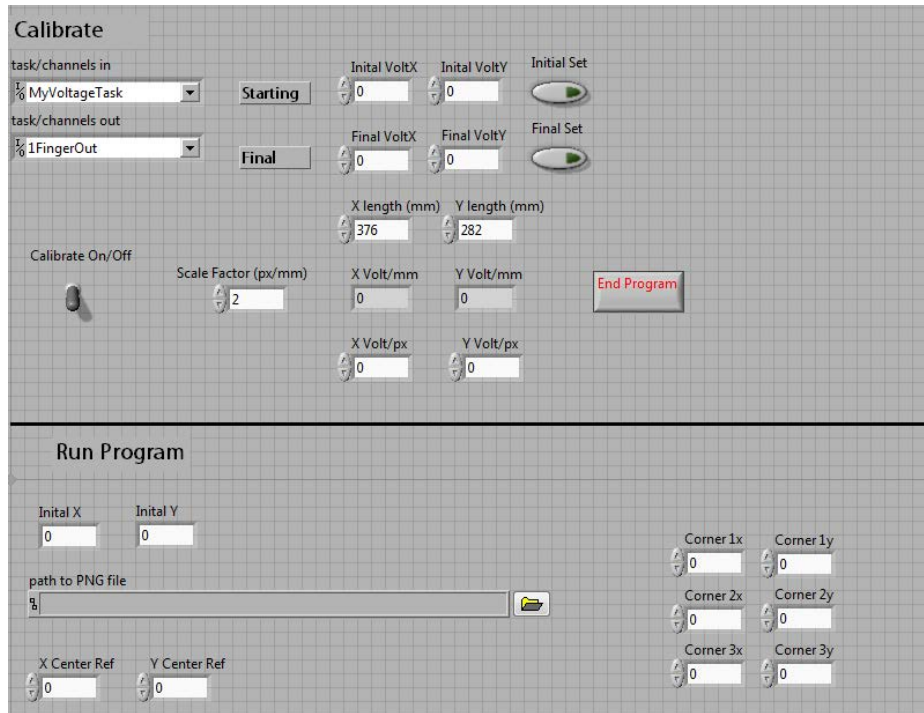 Calibrate
task/channels in
Inital VoltX Inital VoltY Initial Set
MyVoltageTask Starting 0 0
task/channels out
Final VoltX Final VoltY Final Set
1FingerOut Final 0 0
X length (mm) Y length (mm)
376 282
Calibrate On/Off
Scale Factor (px/mm) X Volt/mm Y Volt/mm
2 0 0 End Program
X Volt/px Y Volt/px
0 0
Run Program
Inital X Inital Y
0 0
Corner 1x Corner 1y
0 0
path to PNG file
Corner 2x Corner 2y
0 0
X Center Ref Y Center Ref Corner 3x Corner 3y
0 0 0 0